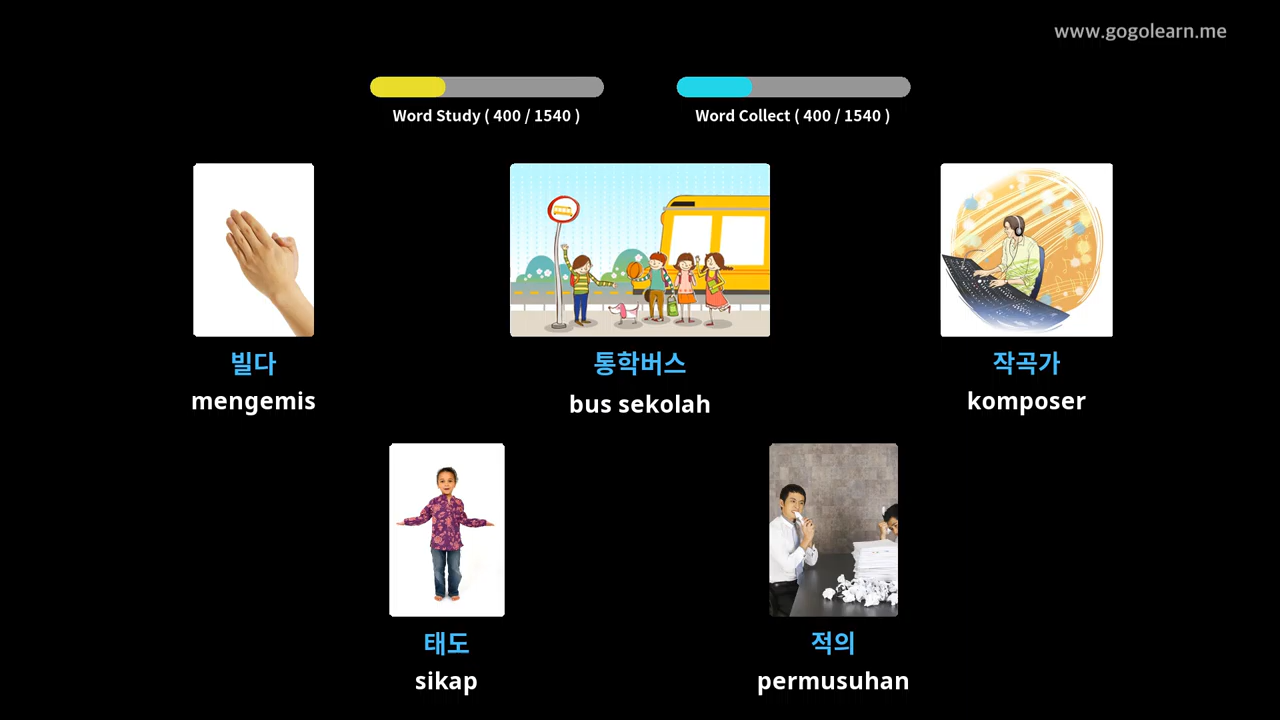 www.gogolearn.me
Word Study ( 400 / 1540 )
Word Collect ( 400 / 1540 )
빌다
mengemis
통학버스
bus sekolah
작곡가
komposer
태도
sikap
적의
permusuhan